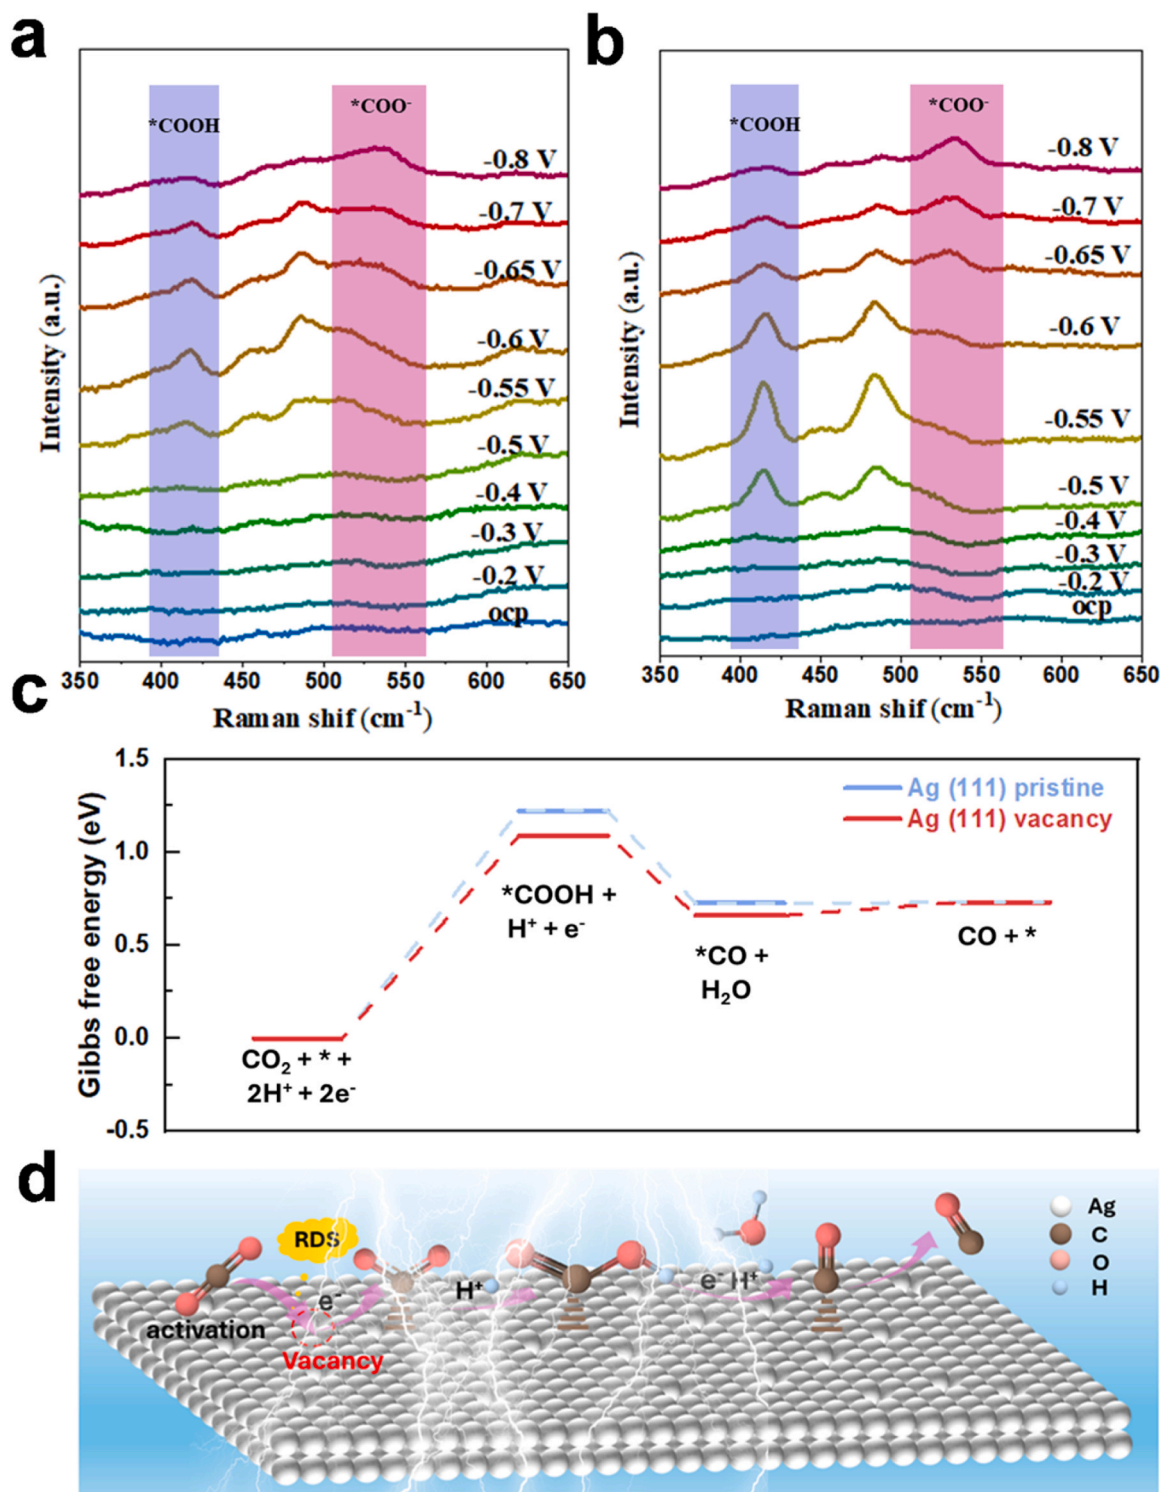 a
*COOH
*COO-
-0.8 V
-0.7 V
-0.65 V
-0.6 V
-0.55 V
-0.5 V
-0.4 V
-0.3 V
-0.2 V
ocp
Intensity (a.u.)
350 400 450 500 550 600 650
Raman shif (cm-1)
b
*COOH
*COO-
-0.8 V
-0.7 V
-0.65 V
-0.6 V
-0.55 V
-0.5 V
-0.4 V
-0.3 V
-0.2 V
ocp
Intensity (a.u.)
350 400 450 500 550 600 650
Raman shif (cm-1)
c
Gibbs free energy (eV)
1.5
1.0
0.5
0.0
-0.5
Ag (111) pristine
Ag (111) vacancy
*COOH +
H+ + e-
*CO +
H2O
CO + *
CO2 + * +
2H+ + 2e-
d
RDS
e-
activation
Vacancy
H+
e- H+
Ag
C
O
H